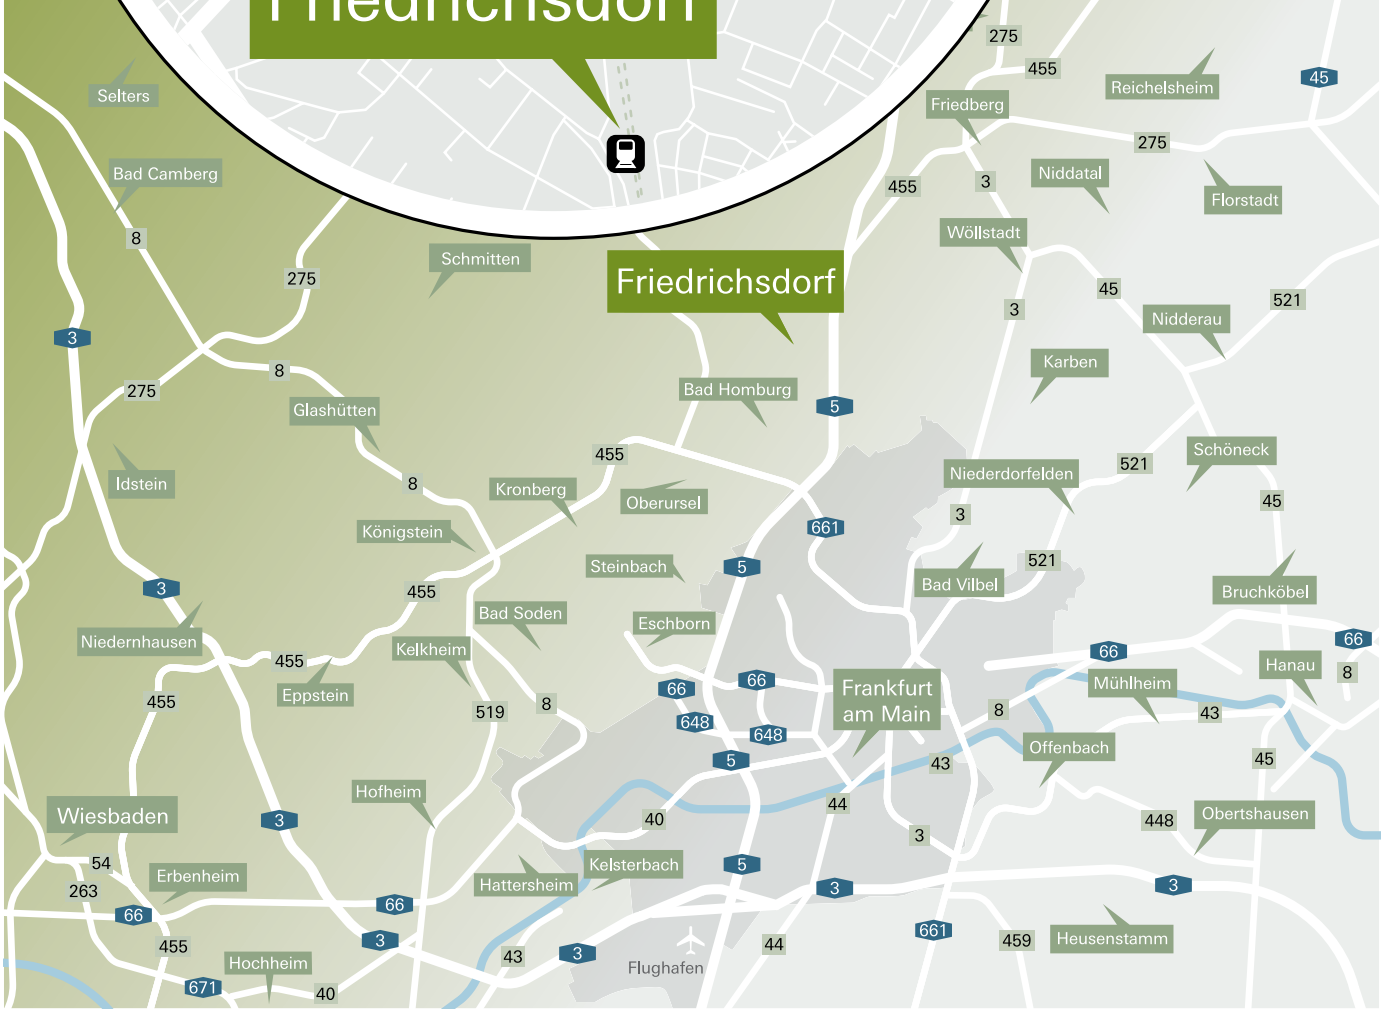 Friedrichsdorf
275
455
45
Selters
Reichelsheim
Friedberg
275
Bad Camberg
455
3
Niddatal
Florstadt
8
Wöllstadt
Schmitten
275
Friedrichsdorf
45
521
3
Nidderau
3
8
Karben
275
Bad Homburg
5
Glashütten
455
Schöneck
521
Niederdorfelden
Idstein
8
Kronberg
Oberursel
45
3
661
Königstein
Steinbach
5
521
3
455
Bad Vilbel
Bruchköbel
Bad Soden
Eschborn
Niedernhausen
Kelkheim
66
66
455
Hanau
8
Eppstein
66
66
Frankfurt
am Main
Mühlheim
455
519
8
648
648
8
43
5
43
Offenbach
45
Hofheim
44
Wiesbaden
3
40
448
Obertshausen
3
54
Erbenheim
Kelsterbach
5
263
Hattersheim
3
3
66
66
661
455
3
43
3
44
459
Heusenstamm
Hochheim
Flughafen
671
40